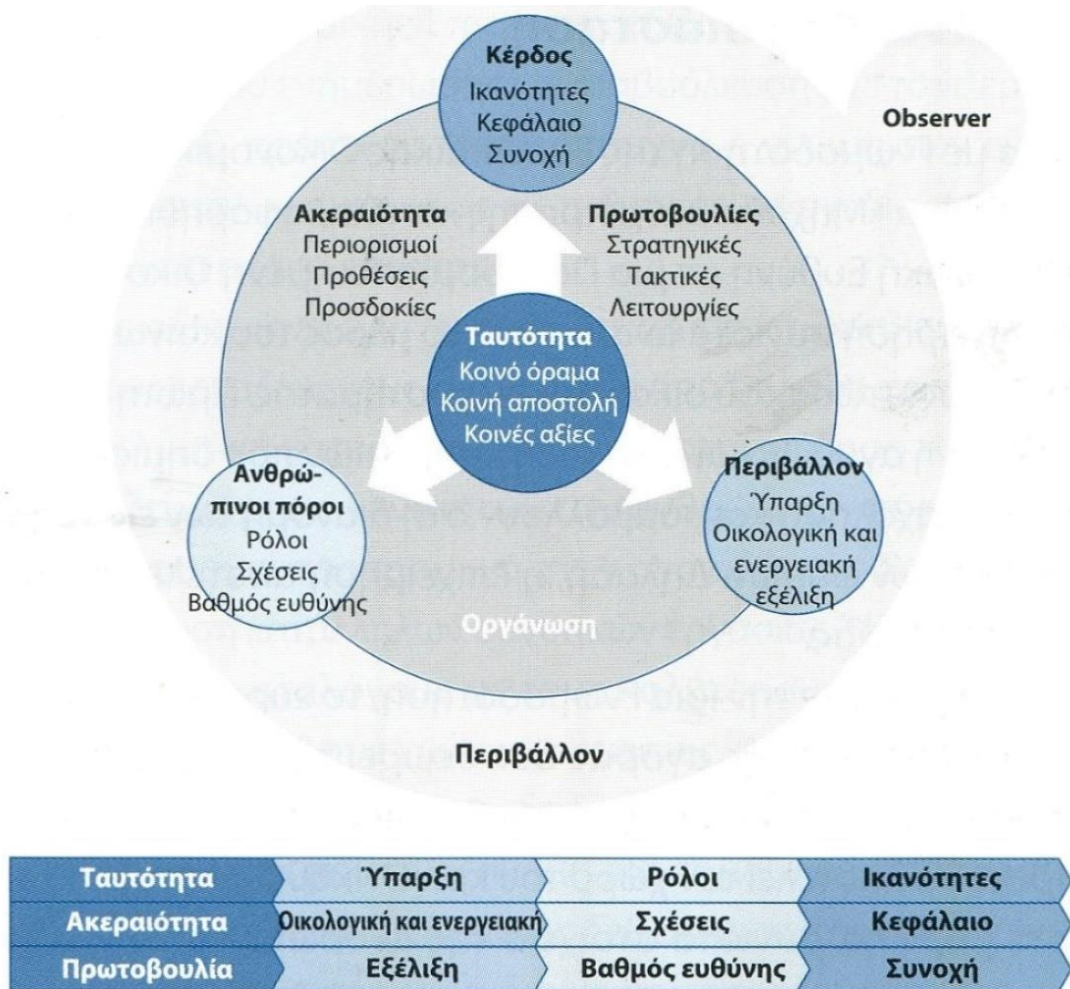 Κέρδος
Ικανότητες
Κεφάλαιο
Συνοχή
Observer
Ακεραιότητα
Περιορισμοί
Προθέσεις
Προσδοκίες
Πρωτοβουλίες
Στρατηγικές
Τακτικές
Λειτουργίες
Ταυτότητα
Κοινό όραμα
Κοινή αποστολή
Κοινές αξίες
Ανθρώ-
πινοι πόροι
Ρόλοι
Σχέσεις
Βαθμός ευθύνης
Περιβάλλον
Ύπαρξη
Οικολογική και
ενεργειακή
εξέλιξη
Οργάνωση
Περιβάλλον
Ταυτότητα Ύπαρξη Ρόλοι Ικανότητες
Ακεραιότητα Οικολογική και ενεργειακή Σχέσεις Κεφάλαιο
Πρωτοβουλία Εξέλιξη Βαθμός ευθύνης Συνοχή